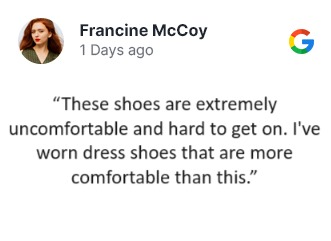 Francine McCoy
1 Days ago
“These shoes are extremely
uncomfortable and hard to get on. I've
worn dress shoes that are more
comfortable than this.”